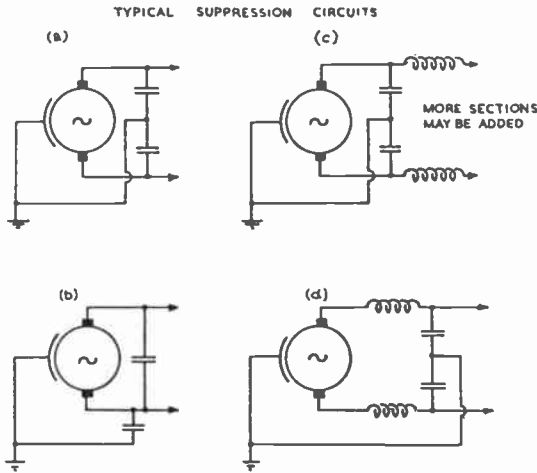 TYPICAL SUPPRESSION CIRCUITS
(a)
(c)
MORE SECTIONS
MAY BE ADDED
(b)
(d)